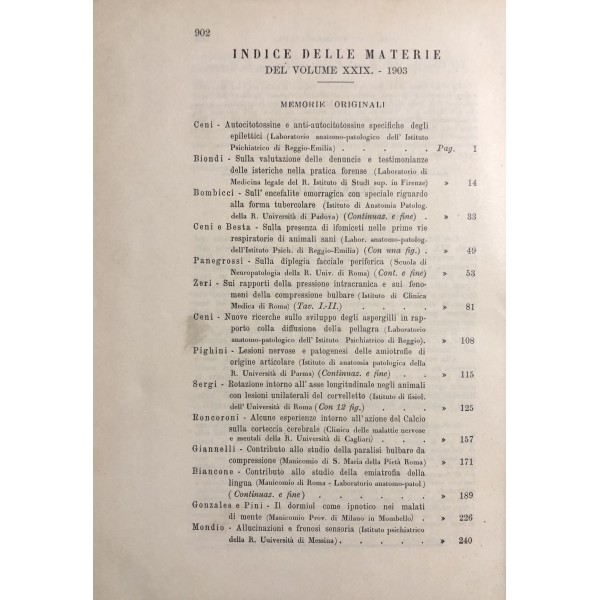 902
INDICE DELLE MATERIE
DEL VOLUME XXIX. - 1903
MEMORIE ORIGINALI
Ceni - Autocitotossine e anti-autocitotossine specifiche degli
epilettici (Laboratorio anatomo-patologico dell' Istituto
Psichiatrico di Reggio-Emilia) . . . . . Pag. 1
Biondi - Sulla valutazione delle denuncie e testimonianze
delle isteriche nella pratica forense (Laboratorio di
Medicina legale del R. Istituto di Studi sup. in Firenze) » 14
Bombicci - Sull' encefalite emorragica con speciale riguardo
alla forma tubercolare (Istituto di Anatomia Patolog.
della R. Università di Padova) (Continuaz. e fine) . » 33
Ceni e Besta - Sulla presenza di ifomiceti nelle prime vie
respiratorie di animali sani (Labor. anatomo-patolog.
dell'Istituto Psich. di Reggio-Emilia) (Con una fig.) . » 49
Panegrossi - Sulla diplegia facciale periferica (Scuola di
Neuropatologia della R. Univ. di Roma) (Cont. e fine) » 53
Zeri - Sui rapporti della pressione intracranica e sui feno-
meni della compressione bulbare (Istituto di Clinica
Medica di Roma) (Tav. I.-II.) . . . . » 81
Ceni - Nuove ricerche sullo sviluppo degli aspergilli in rap-
porto colla diffusione della pellagra (Laboratorio
anatomo-patologico dell' Istituto Psichiatrico di Reggio). » 108
Pighini - Lesioni nervose e patogenesi delle amiotrofie di
origine articolare (Istituto di anatomia patologica della
R. Università di Parma) (Continuaz. e fine) . . » 115
Sergi - Rotazione intorno all' asse longitudinale negli animali
con lesioni unilaterali del cervelletto (Istituto di fisiol.
dell' Università di Roma (Con 12 fig.) . . . » 125
Roncoroni - Alcune esperienze intorno all'azione del Calcio
sulla corteccia cerebrale (Clinica delle malattie nervose
e mentali della R. Università di Cagliari) . . . » 157
Giannelli - Contributo allo studio della paralisi bulbare da
compressione (Manicomio di S. Maria della Pietà Roma) » 171
Biancone - Contributo allo studio della emiatrofia della
lingua (Manicomio di Roma - Laboratorio anatomo-patol.)
(Continuaz. e fine) . . . . . . » 189
Gonzales e Pini - Il dormiol come ipnotico nei malati
di mente (Manicomio Prov. di Milano in Mombello) . » 226
Mondio - Allucinazioni e frenosi sensoria (Istituto psichiatrico
della R. Università di Messina) . . . . . » 240